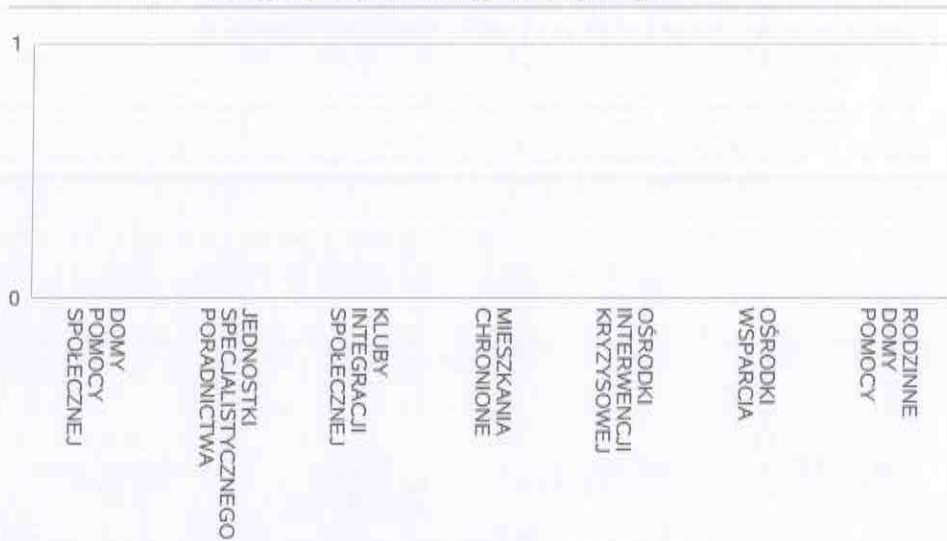 1
0
DOMY
POMOCY
SPOŁECZNEJ
JEDNOSTKI
SPECJALISTYCZNEGO
PORADNICTWA
KLUBY
INTEGRACJI
SPOŁECZNEJ
MIESZKANIA
CHRONIONE
OŚRODKI
INTERWENCJI
KRYZYSOWEJ
OŚRODKI
WSPARCIA
RODZINNE
DOMY
POMOCY